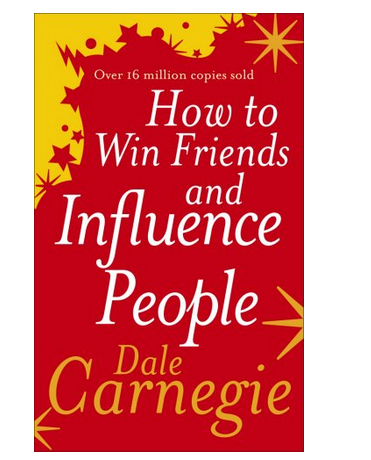 Over 16 million copies sold
How to
Win Friends
and
Influence
People
Dale
Carnegie